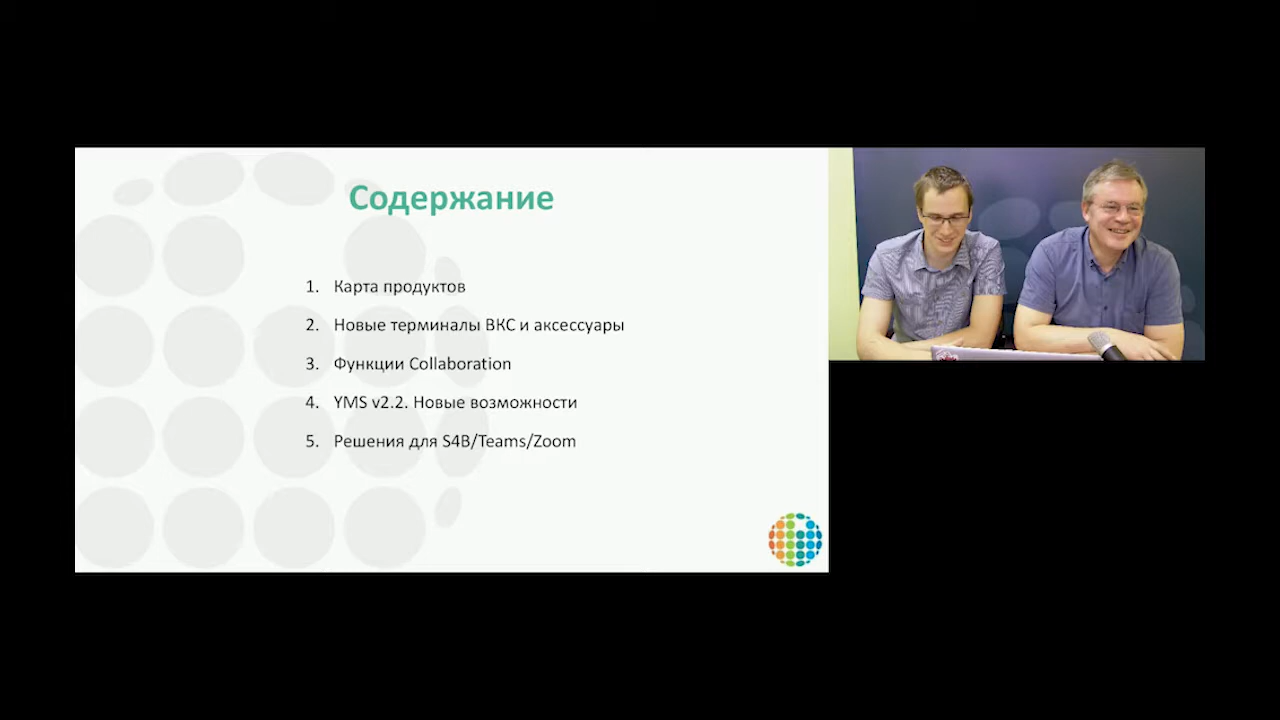 Содержание
1. Карта продуктов
2. Новые терминалы ВКС и аксессуары
3. Функции Collaboration
4. YMS v2.2. Новые возможности
5. Решения для S4B/Teams/Zoom